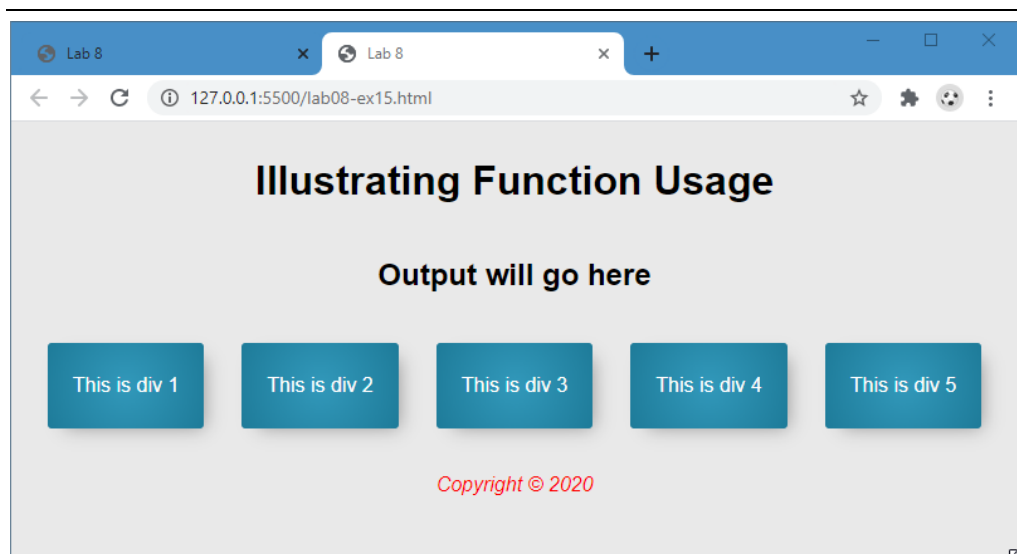 Lab 8
Lab 8
127.0.0.1:5500/lab08-ex15.html
Illustrating Function Usage
Output will go here
This is div 1
This is div 2
This is div 3
This is div 4
This is div 5
Copyright © 2020